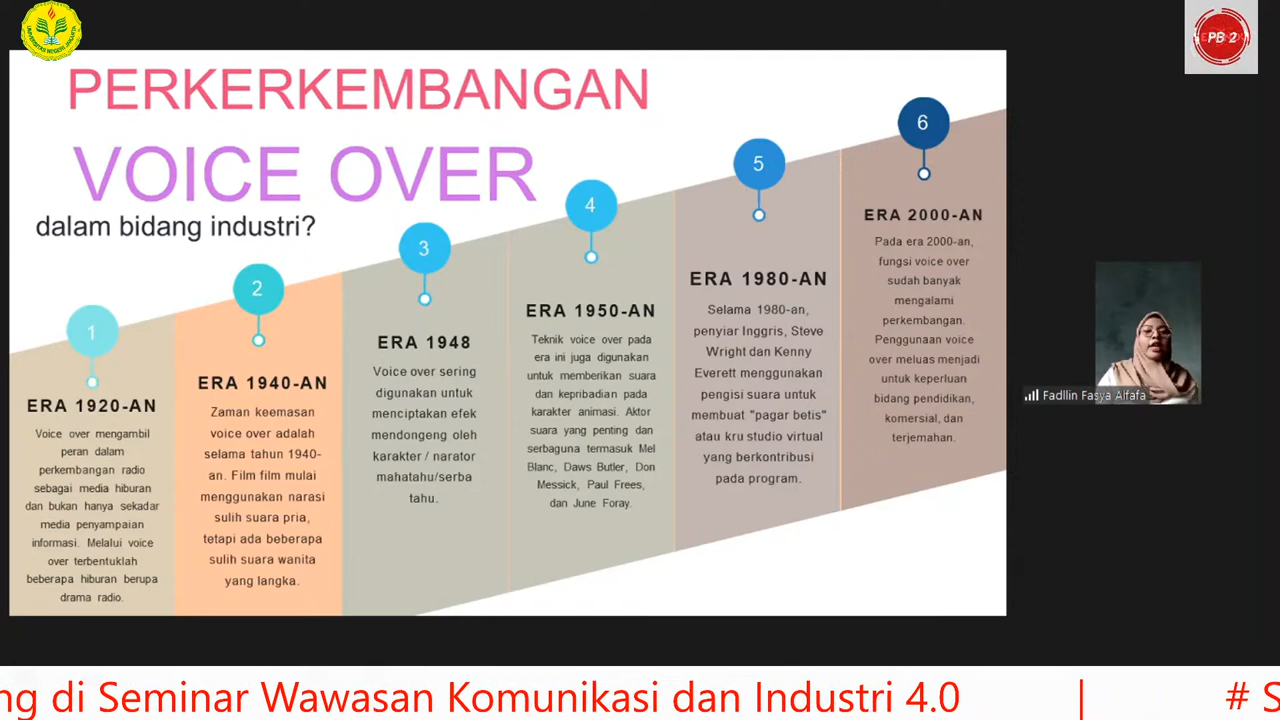 UNIVERSITAS NEGERI JAKARTA
PB 2
PERKERKEMBANGAN
VOICE OVER
dalam bidang industri?
1
ERA 1920-AN
Voice over mengambil
peran dalam
perkembangan radio
sebagai media hiburan
dan bukan hanya sekadar
media penyampaian
informasi. Melalui voice
over terbentuklah
beberapa hiburan berupa
drama radio.
2
ERA 1940-AN
Zaman keemasan
voice over adalah
selama tahun 1940-
an. Film film mulai
menggunakan narasi
sulih suara pria,
tetapi ada beberapa
sulih suara wanita
yang langka.
3
ERA 1948
Voice over sering
digunakan untuk
menciptakan efek
mendongeng oleh
karakter / narator
mahatahu/serba
tahu.
4
ERA 1950-AN
Teknik voice over pada
era ini juga digunakan
untuk memberikan suara
dan kepribadian pada
karakter animasi. Aktor
suara yang penting dan
serbaguna termasuk Mel
Blanc, Daws Butler, Don
Messick, Paul Frees,
dan June Foray.
5
ERA 1980-AN
Selama 1980-an,
penyiar Inggris, Steve
Wright dan Kenny
Everett menggunakan
pengisi suara untuk
membuat "pagar betis"
atau kru studio virtual
yang berkontribusi
pada program.
6
ERA 2000-AN
Pada era 2000-an,
fungsi voice over
sudah banyak
mengalami
perkembangan.
Penggunaan voice
over meluas menjadi
untuk keperluan
bidang pendidikan,
komersial, dan
terjemahan.
Fadllin Fasya Alfafa
ng di Seminar Wawasan Komunikasi dan Industri 4.0 | # S